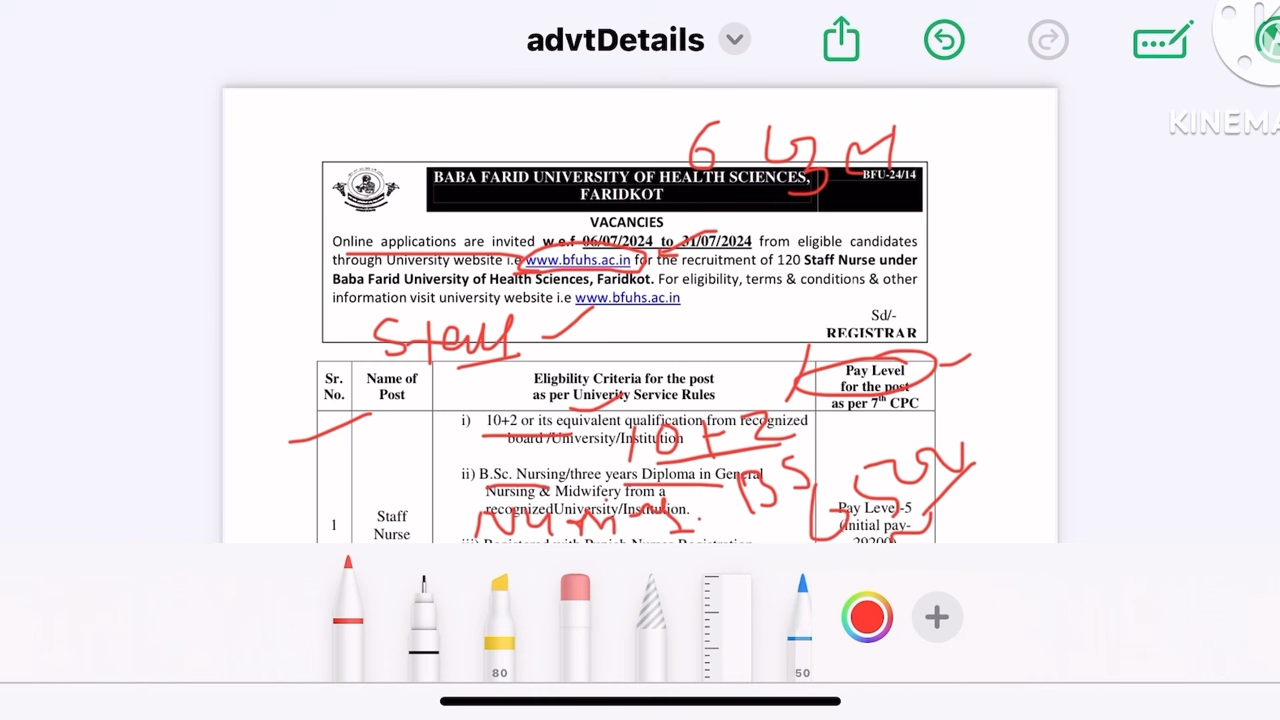 advtDetails
KINEMA
6
BABA FARID UNIVERSITY OF HEALTH SCIENCES,
FARIDKOT
BFU-24/14
VACANCIES
Online applications are invited w.e.f 06/07/2024 to 31/07/2024 from eligible candidates
through University website i.e www.bfuhs.ac.in for the recruitment of 120 Staff Nurse under
Baba Farid University of Health Sciences, Faridkot. For eligibility, terms & conditions & other
information visit university website i.e www.bfuhs.ac.in
Sd/-
REGISTRAR
Sr.
No.
Name of
Post
Eligbility Criteria for the post
as per Univerity Service Rules
Pay Level
for the post
as per 7th CPC
i) 10+2 or its equivalent qualification from recognized
board /University/Institution
10+2
ii) B.Sc. Nursing/three years Diploma in General
Nursing & Midwifery from a
recognizedUniversity/Institution.
BS
1
Staff
Nurse
Pay Level-5
(initial pay-
29200)
80
50